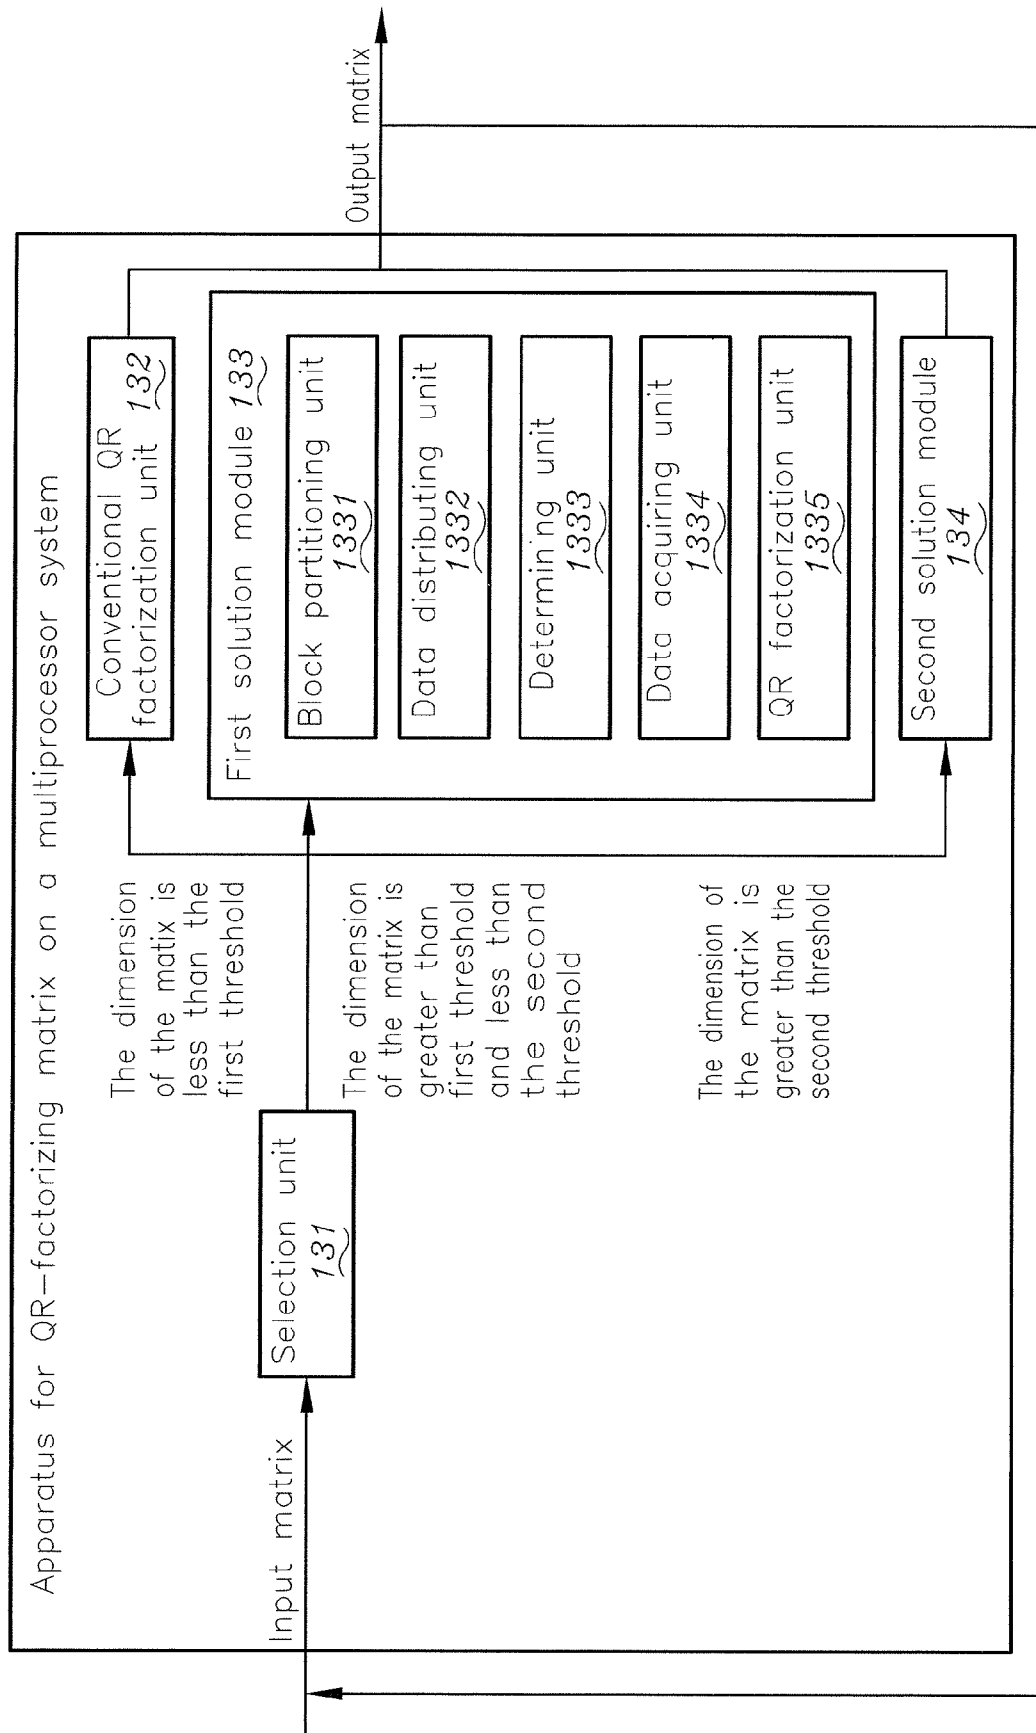 Apparatus for QR-factorizing matrix on a multiprocessor system
Input matrix
Selection unit
131
The dimension
of the matix is
less than the
first threshold
The dimension
of the matrix is
greater than
first threshold
and less than
the second
threshold
The dimension of
the matrix is
greater than the
second threshold
Conventional QR
factorization unit 132
First solution module 133
Block partitioning unit
1331
Data distributing unit
1332
Determining unit
1333
Data acquiring unit
1334
QR factorization unit
1335
Second solution module
134
Output matrix